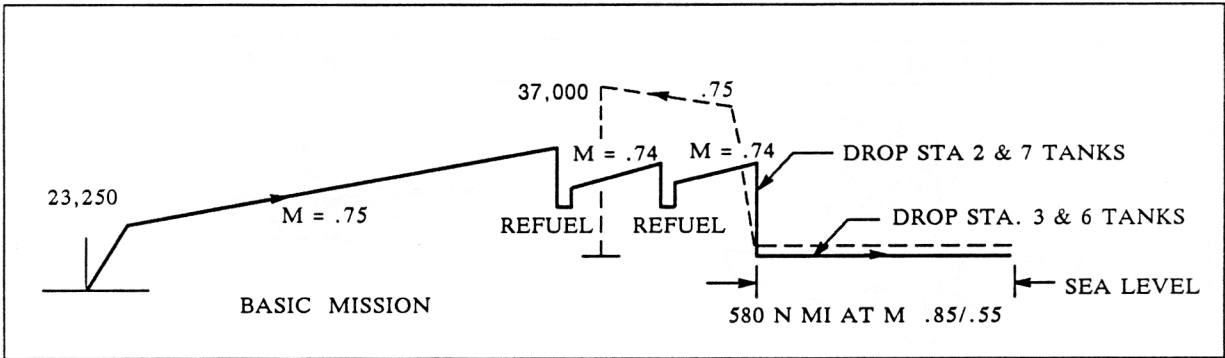 37,000
.75
M = .74
M = .74
DROP STA 2 & 7 TANKS
23,250
M = .75
REFUEL
REFUEL
DROP STA. 3 & 6 TANKS
SEA LEVEL
BASIC MISSION
580 N MI AT M .85/.55